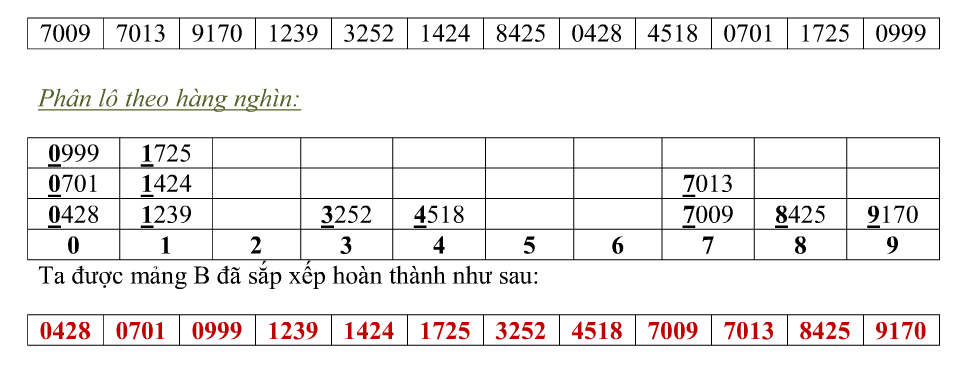 7009 7013 9170 1239 3252 1424 8425 0428 4518 0701 1725 0999
Phân lô theo hàng nghìn:
0999 1725
0701 1424 7013
0428 1239 3252 4518 7009 8425 9170
0 1 2 3 4 5 6 7 8 9
Ta được mảng B đã sắp xếp hoàn thành như sau:
0428 0701 0999 1239 1424 1725 3252 4518 7009 7013 8425 9170